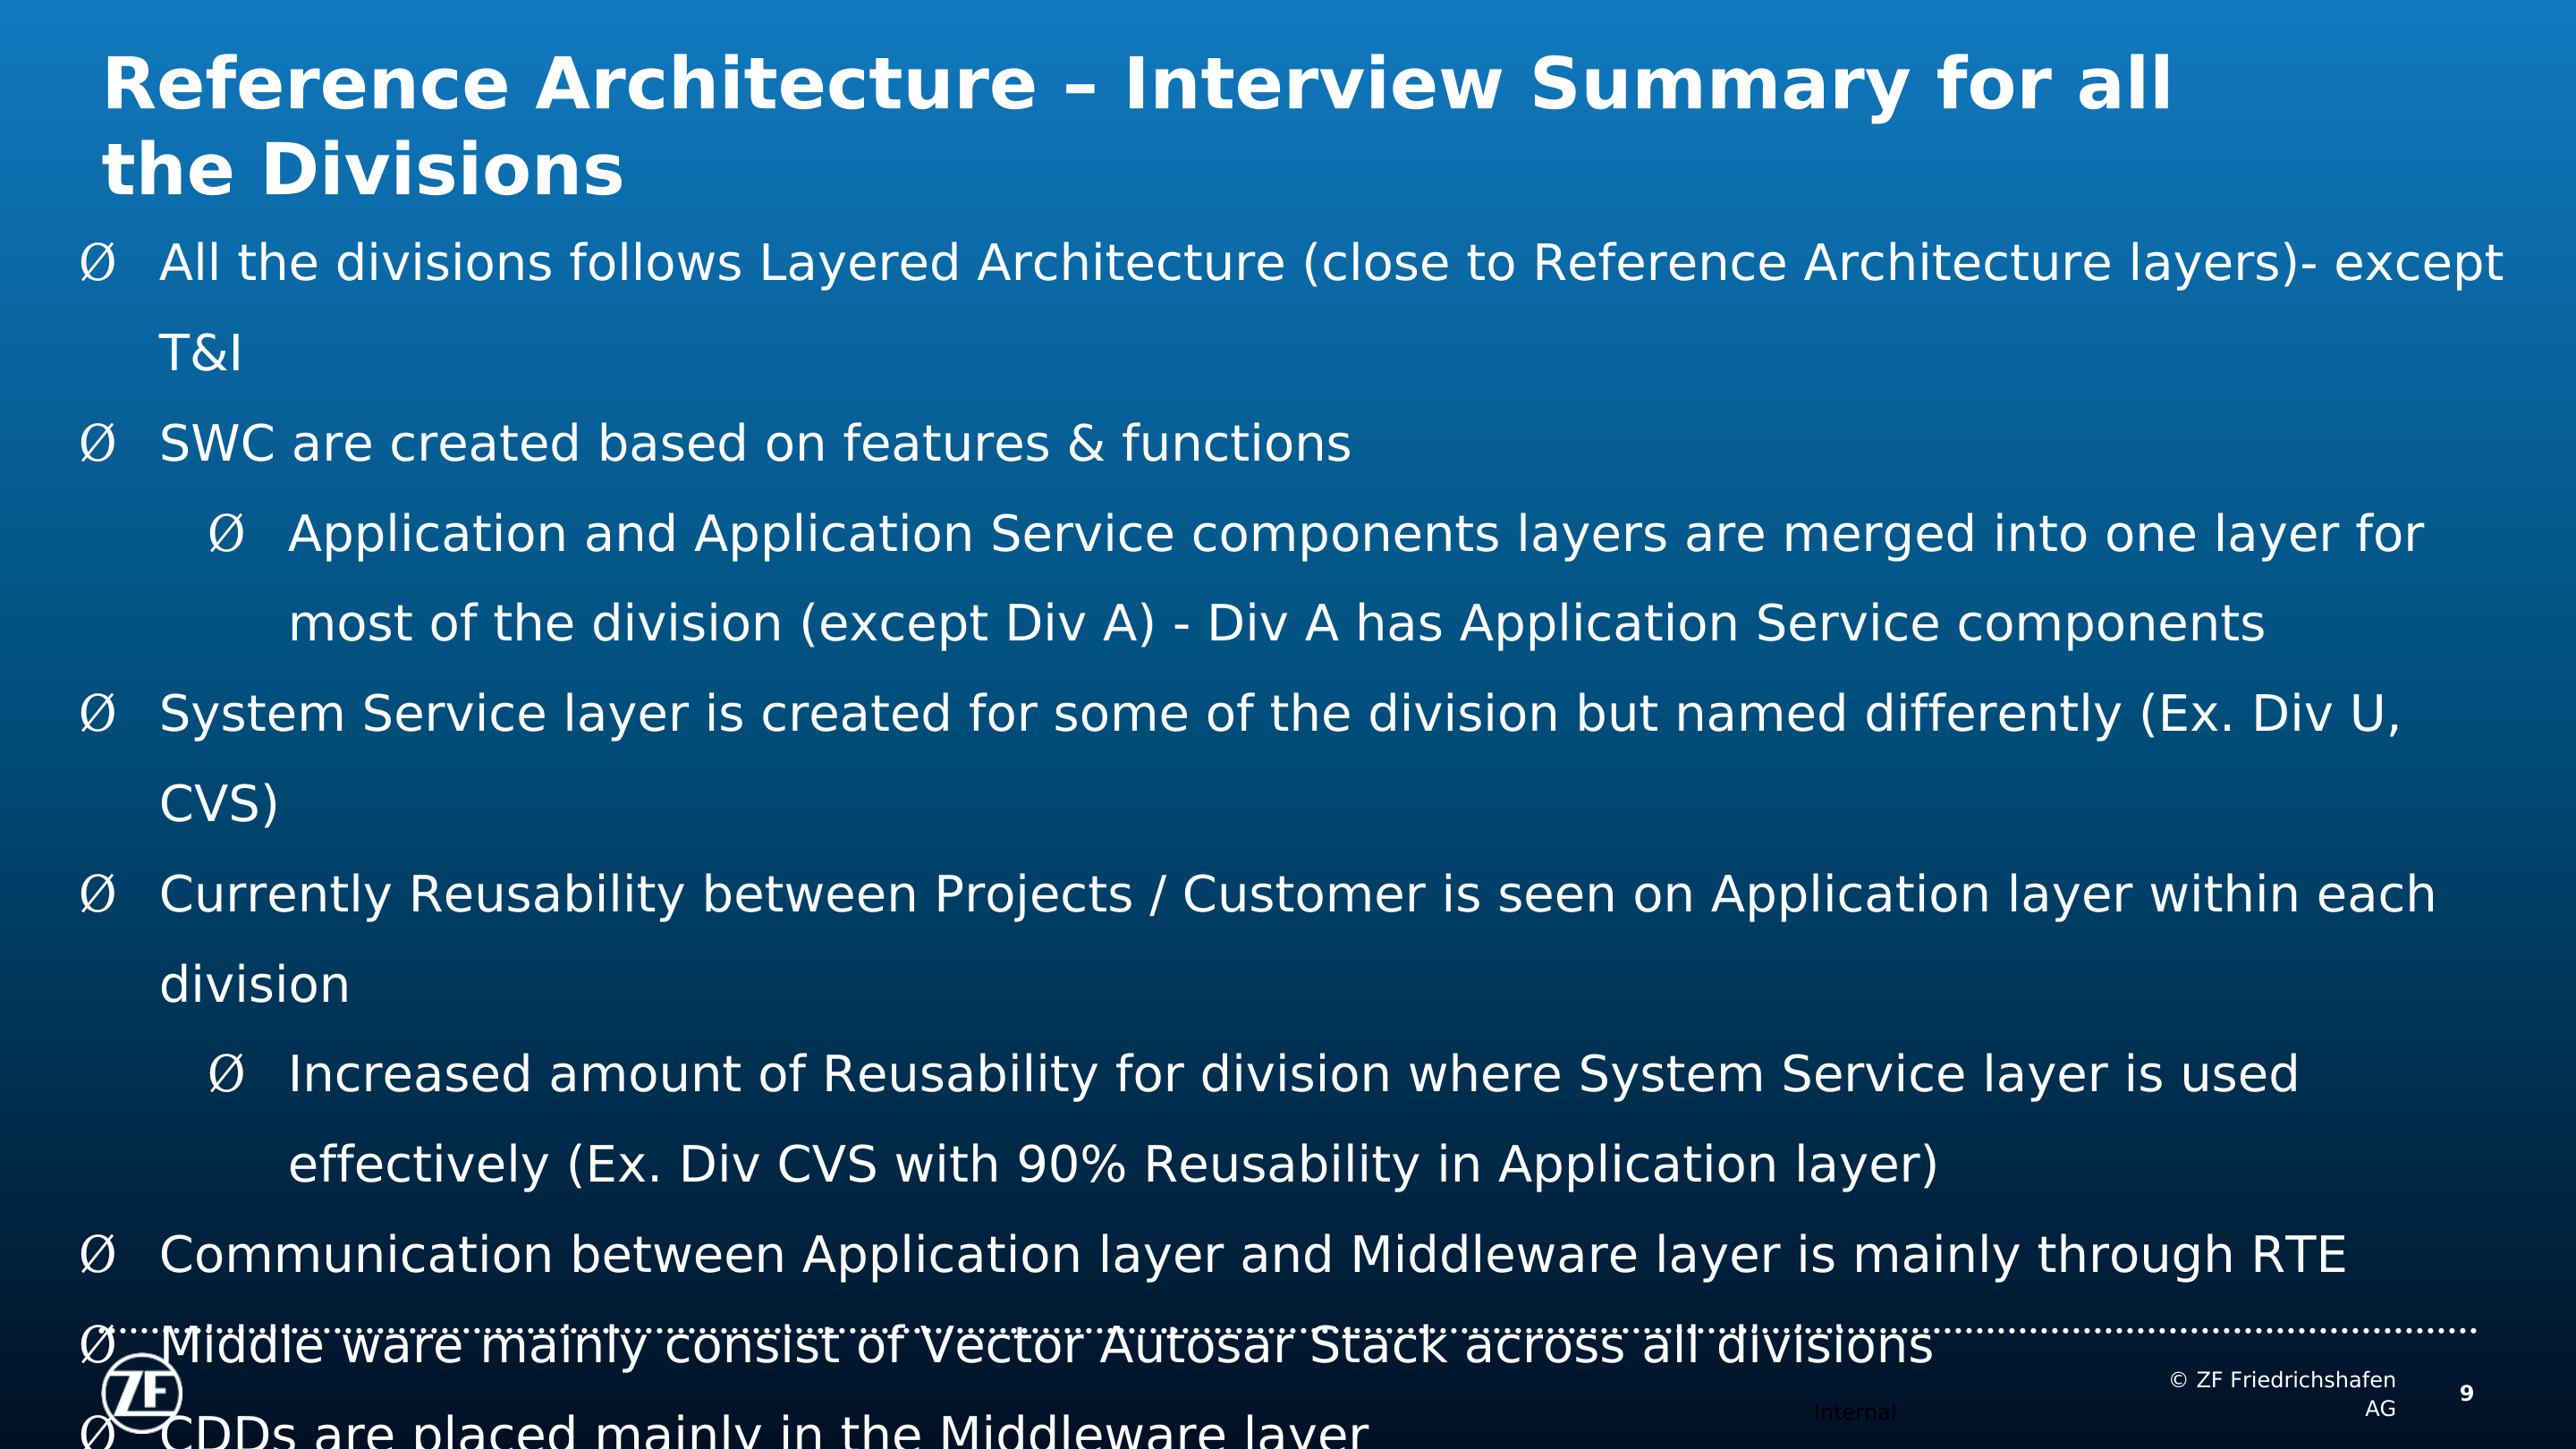 Reference Architecture – Interview Summary for all
the Divisions
Ø All the divisions follows Layered Architecture (close to Reference Architecture layers)- except
T&I
Ø SWC are created based on features & functions
Ø Application and Application Service components layers are merged into one layer for
most of the division (except Div A) - Div A has Application Service components
Ø System Service layer is created for some of the division but named differently (Ex. Div U,
CVS)
Ø Currently Reusability between Projects / Customer is seen on Application layer within each
division
Ø Increased amount of Reusability for division where System Service layer is used
effectively (Ex. Div CVS with 90% Reusability in Application layer)
Ø Communication between Application layer and Middleware layer is mainly through RTE
Ø Middle ware mainly consist of Vector Autosar Stack across all divisions
Ø CDDs are placed mainly in the Middleware layer
ZF
Internal
© ZF Friedrichshafen
AG
9